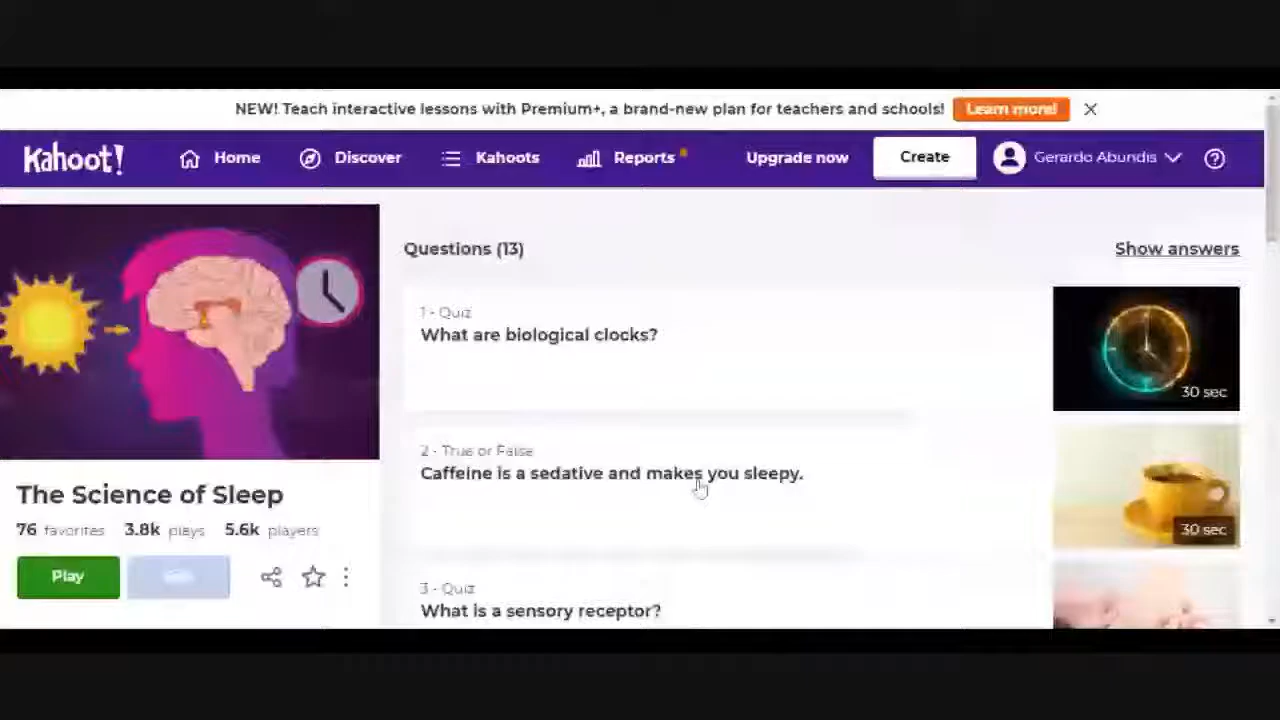 NEW! Teach interactive lessons with Premium+, a brand-new plan for teachers and schools! Learn more!
Kahoot! Home Discover Kahoots Reports Upgrade now Create Gerardo Abundis
Questions (13) Show answers
1 - Quiz
What are biological clocks?
30 sec
2 - True or False
Caffeine is a sedative and makes you sleepy.
30 sec
3 - Quiz
What is a sensory receptor?
The Science of Sleep
76 favorites 3.8k plays 5.6k players
Play